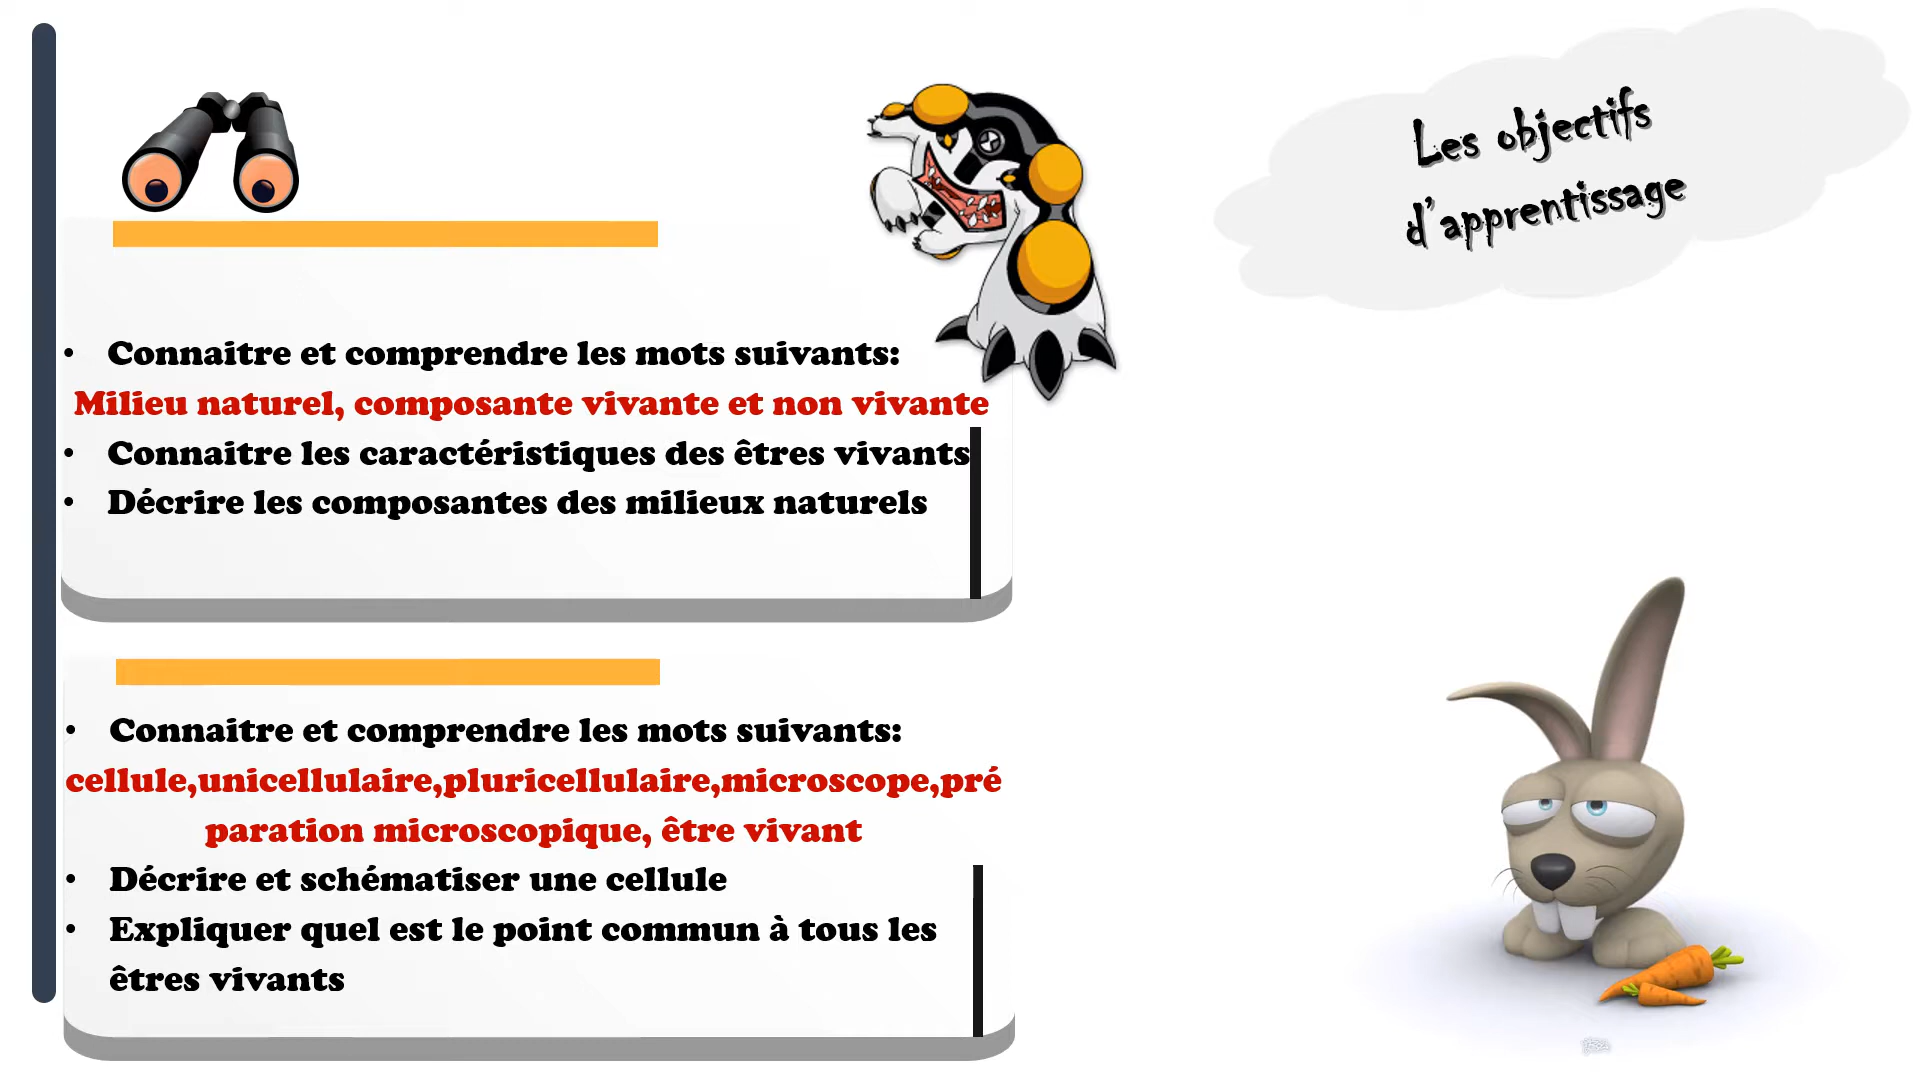 Les objectifs
d'apprentissage
• Connaitre et comprendre les mots suivants:
Milieu naturel, composante vivante et non vivante
• Connaitre les caractéristiques des êtres vivants
• Décrire les composantes des milieux naturels
• Connaitre et comprendre les mots suivants:
cellule,unicellulaire,pluricellulaire,microscope,pré
paration microscopique, être vivant
• Décrire et schématiser une cellule
• Expliquer quel est le point commun à tous les
êtres vivants